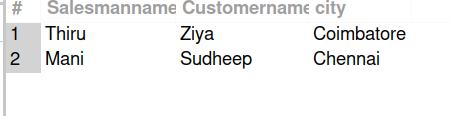 # Salesmanname Customername city
1 Thiru Ziya Coimbatore
2 Mani Sudheep Chennai